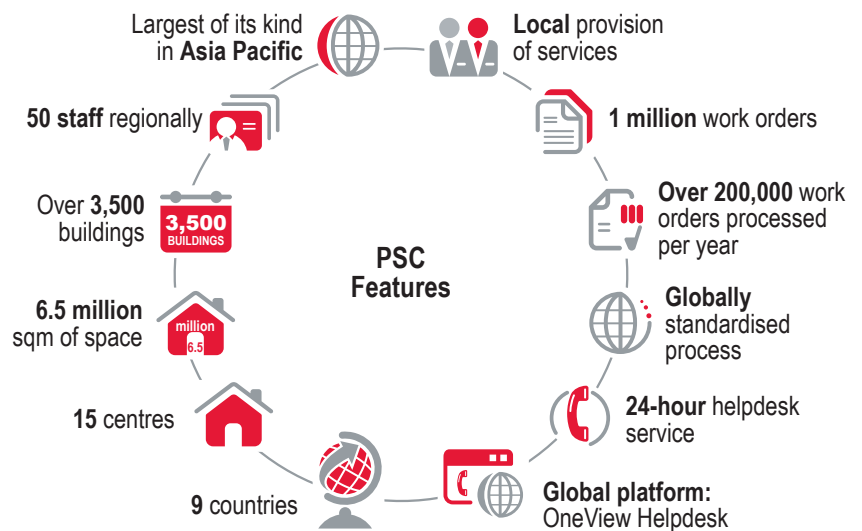 Largest of its kind
in Asia Pacific
Local provision
of services
50 staff regionally
1 million work orders
Over 3,500
buildings
3,500
BUILDINGS
Over 200,000 work
orders processed
per year
PSC
Features
6.5 million
sqm of space
million
6.5
Globally
standardised
process
15 centres
24-hour helpdesk
service
9 countries
Global platform:
OneView Helpdesk